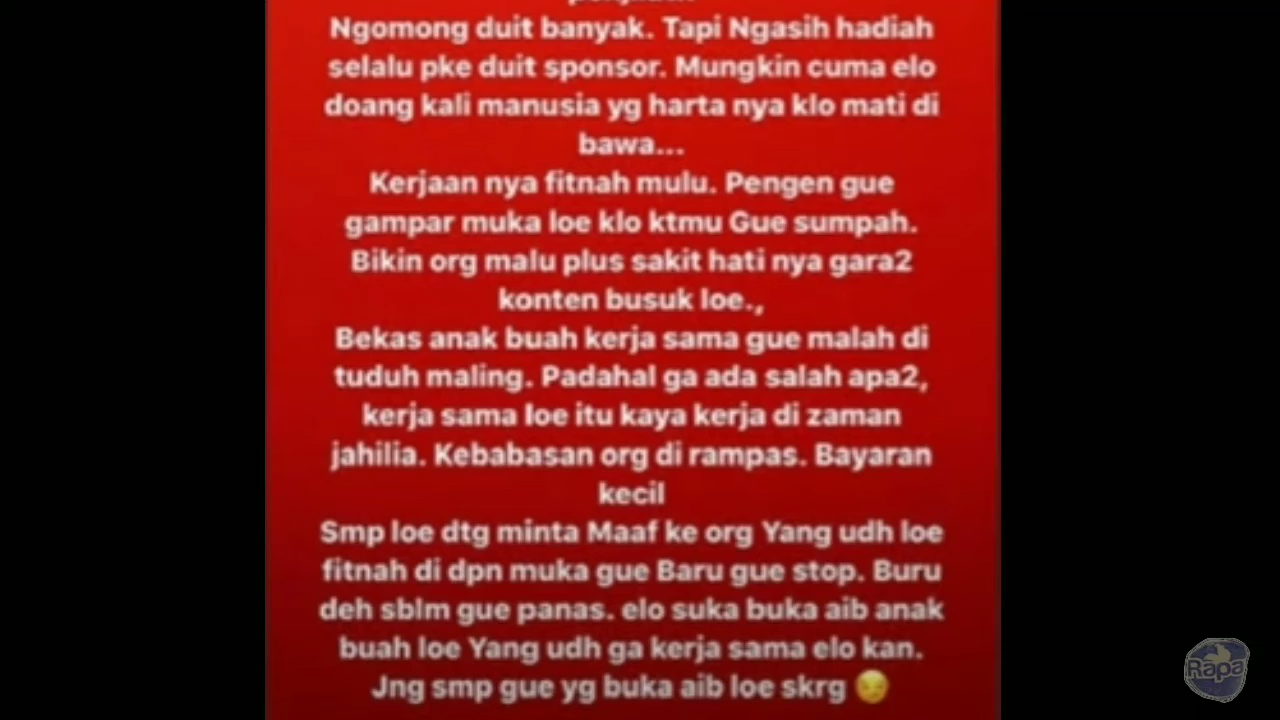 Ngomong duit banyak. Tapi Ngasih hadiah
selalu pke duit sponsor. Mungkin cuma elo
doang kali manusia yg harta nya klo mati di
bawa...
Kerjaan nya fitnah mulu. Pengen gue
gampar muka loe klo ktmu Gue sumpah.
Bikin org malu plus sakit hati nya gara2
konten busuk loe.,
Bekas anak buah kerja sama gue malah di
tuduh maling. Padahal ga ada salah apa2,
kerja sama loe itu kaya kerja di zaman
jahilia. Kebabasan org di rampas. Bayaran
kecil
Smp loe dtg minta Maaf ke org Yang udh loe
fitnah di dpn muka gue Baru gue stop. Buru
deh sblm gue panas. elo suka buka aib anak
buah loe Yang udh ga kerja sama elo kan.
Jng smp gue yg buka aib loe skrg 😏
Rapa